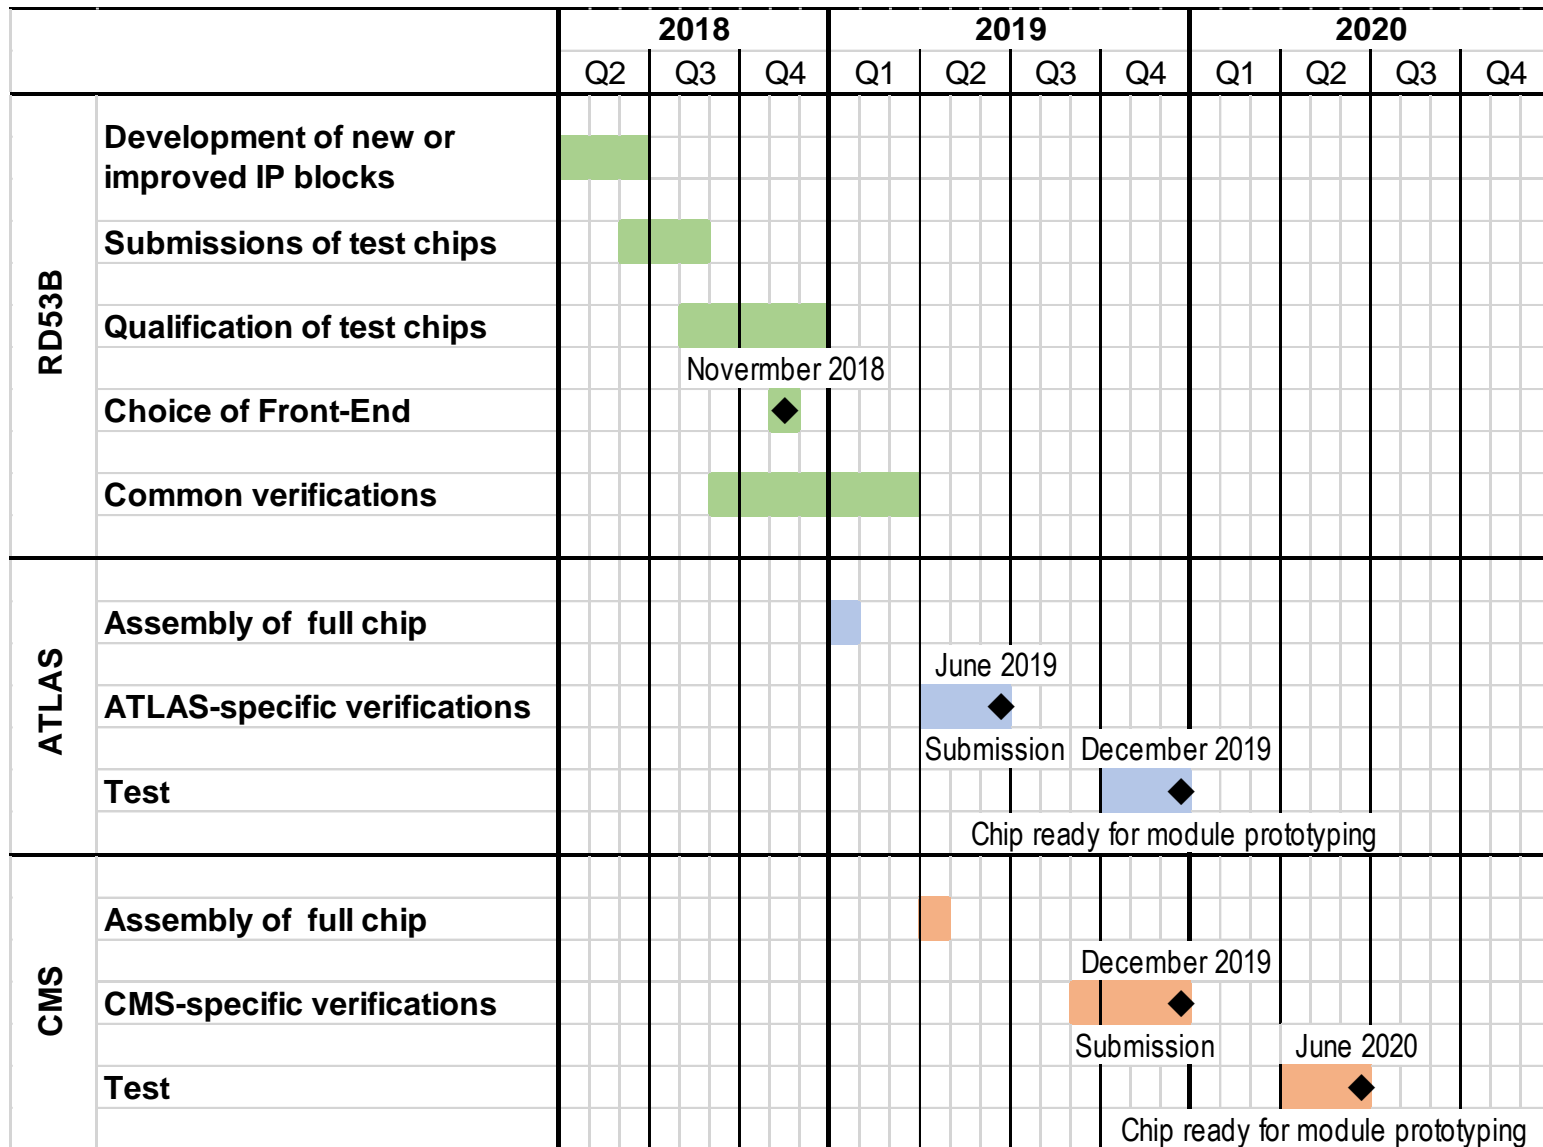 2018 2019 2020
Q2 Q3 Q4 Q1 Q2 Q3 Q4 Q1 Q2 Q3 Q4
RD53B
Development of new or
improved IP blocks
Submissions of test chips
Qualification of test chips
Novermber 2018
Choice of Front-End
Common verifications
ATLAS
Assembly of full chip
June 2019
ATLAS-specific verifications
Submission December 2019
Test
Chip ready for module prototyping
CMS
Assembly of full chip
December 2019
CMS-specific verifications
Submission June 2020
Test
Chip ready for module prototyping